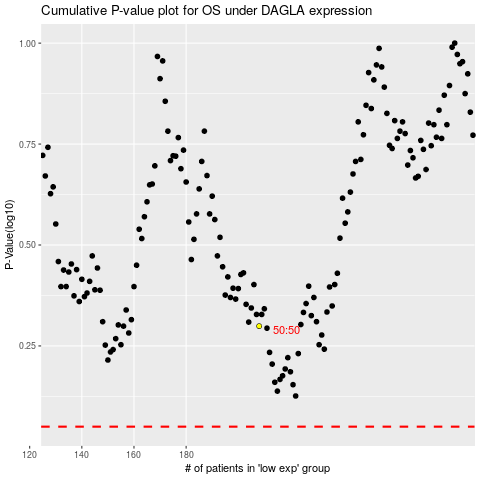 Cumulative P-value plot for OS under DAGLA expression
P-Value(log10)
1.00
0.75
0.50
0.25
50:50
120 140 160 180
# of patients in 'low exp' group